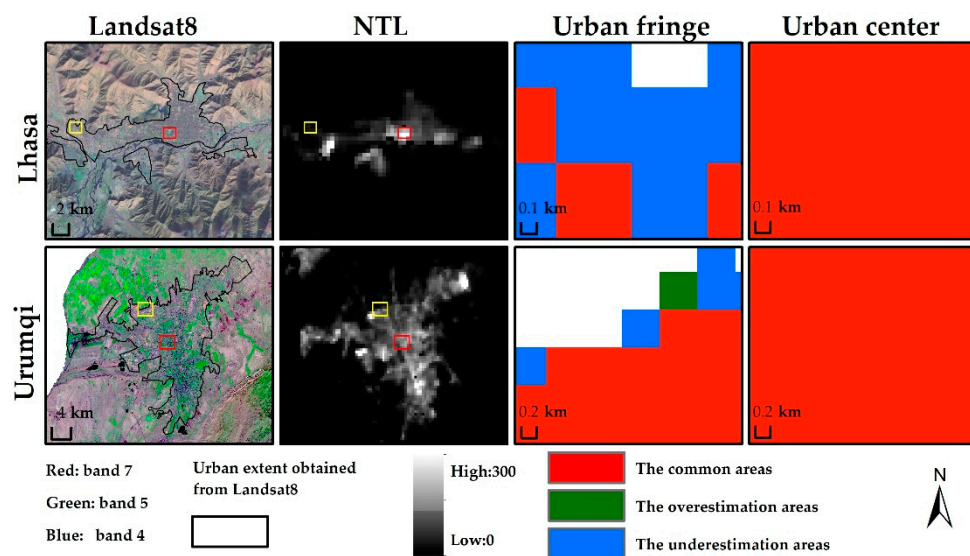 Landsat8
NTL
Urban fringe
Urban center
Lhasa
2 km
0.1 km
0.1 km
Urumqi
4 km
0.2 km
0.2 km
Red: band 7
Green: band 5
Blue: band 4
Urban extent obtained
from Landsat8
High:300
Low:0
The common areas
The overestimation areas
The underestimation areas
N